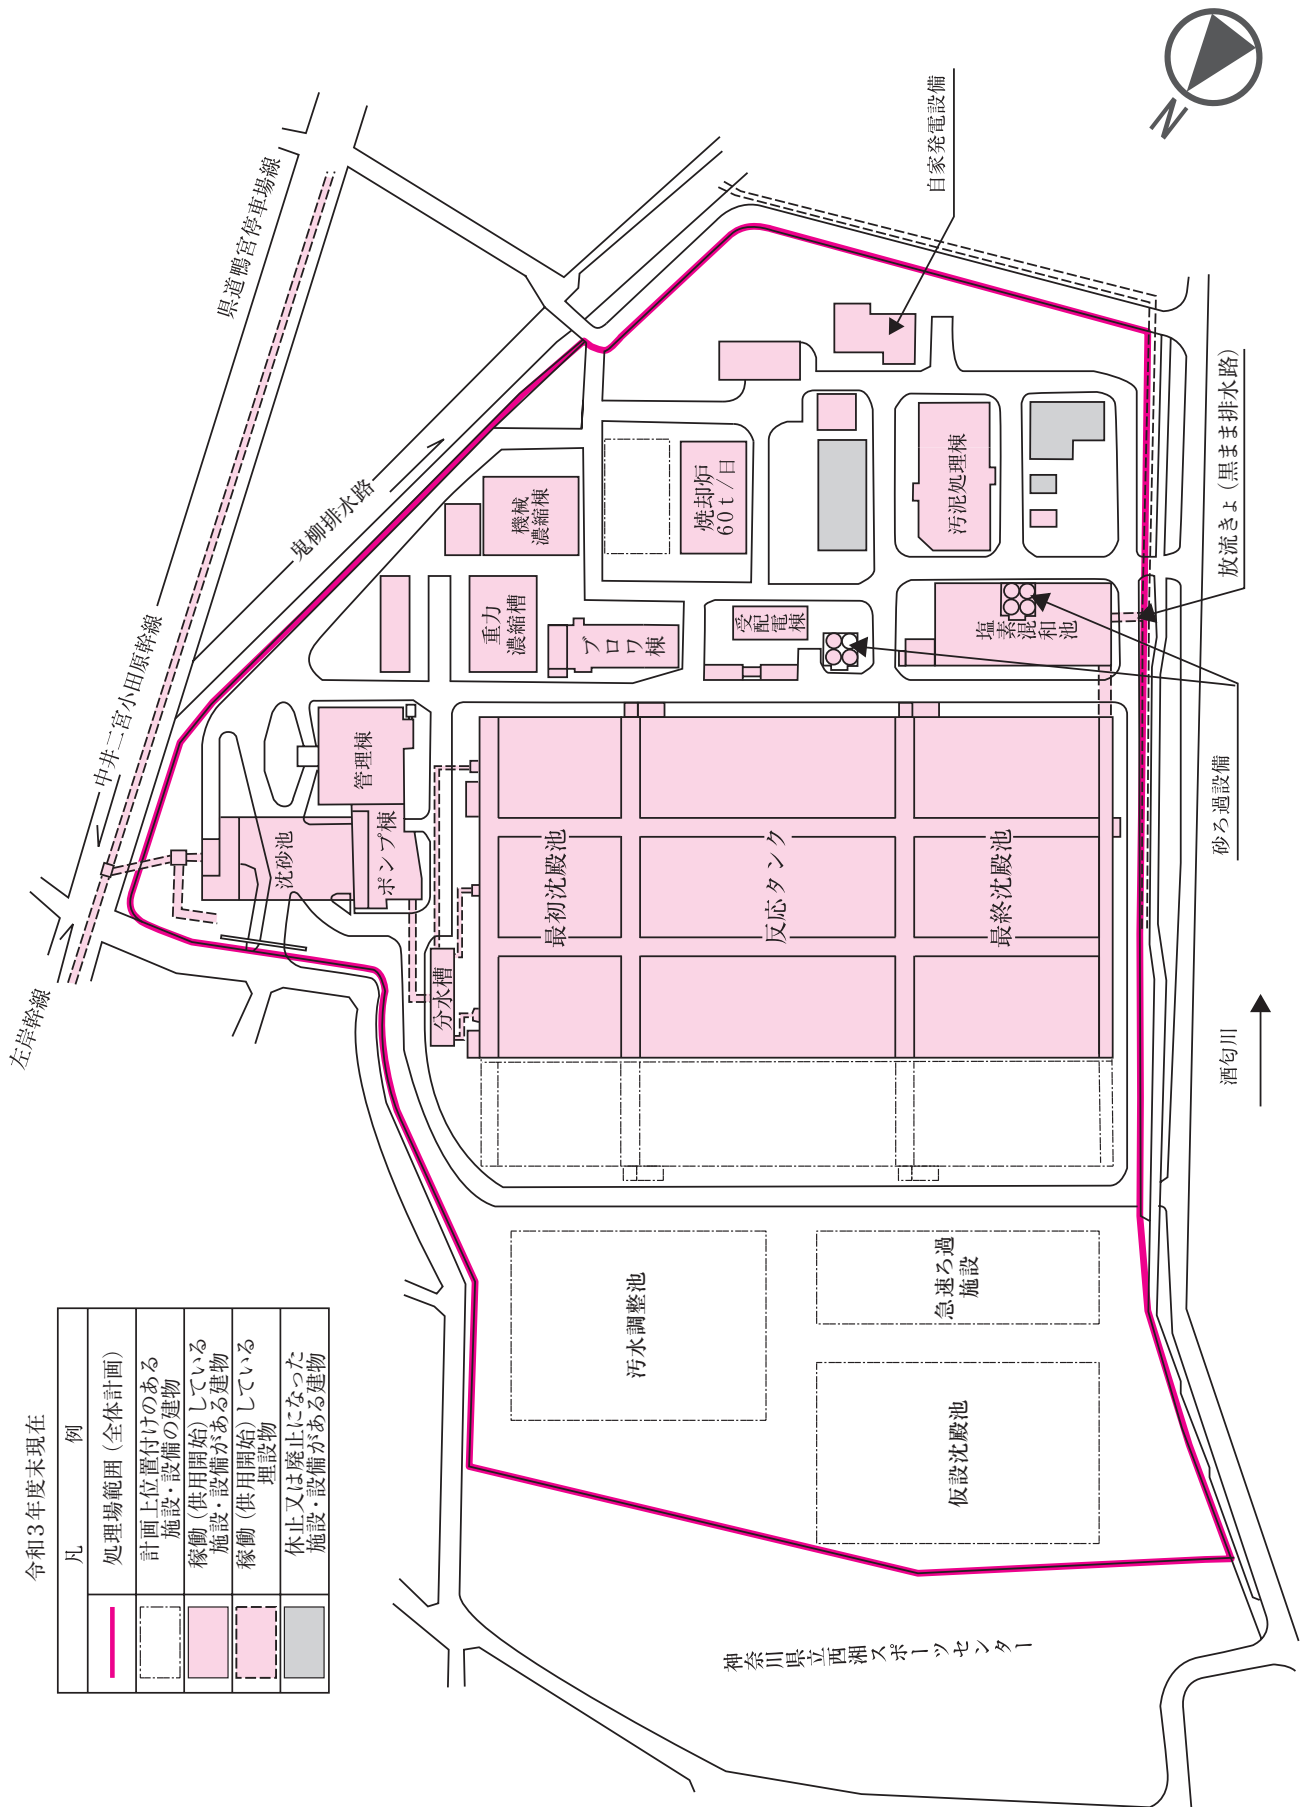 令和3年度末現在
凡　例
処理場範囲（全体計画）
計画上位置付けのある
施設・設備の建物
稼働（供用開始）している
施設・設備がある建物
稼働（供用開始）している
埋設物
休止又は廃止になった
施設・設備がある建物
左岸幹線
中井二宮小田原幹線
県道鴨宮停車場線
鬼柳排水路
沈砂池
ポンプ棟
管理棟
分水槽
機械
濃縮棟
重力
濃縮槽
ブロワ棟
焼却炉
60t/日
受配電棟
汚泥処理棟
塩素混和池
自家発電設備
放流きょ（黒まま排水路）
砂ろ過設備
最初沈殿池
反応タンク
最終沈殿池
汚水調整池
急速ろ過
施設
仮設沈殿池
酒匂川
神奈川県立西湘スポーツセンター
N